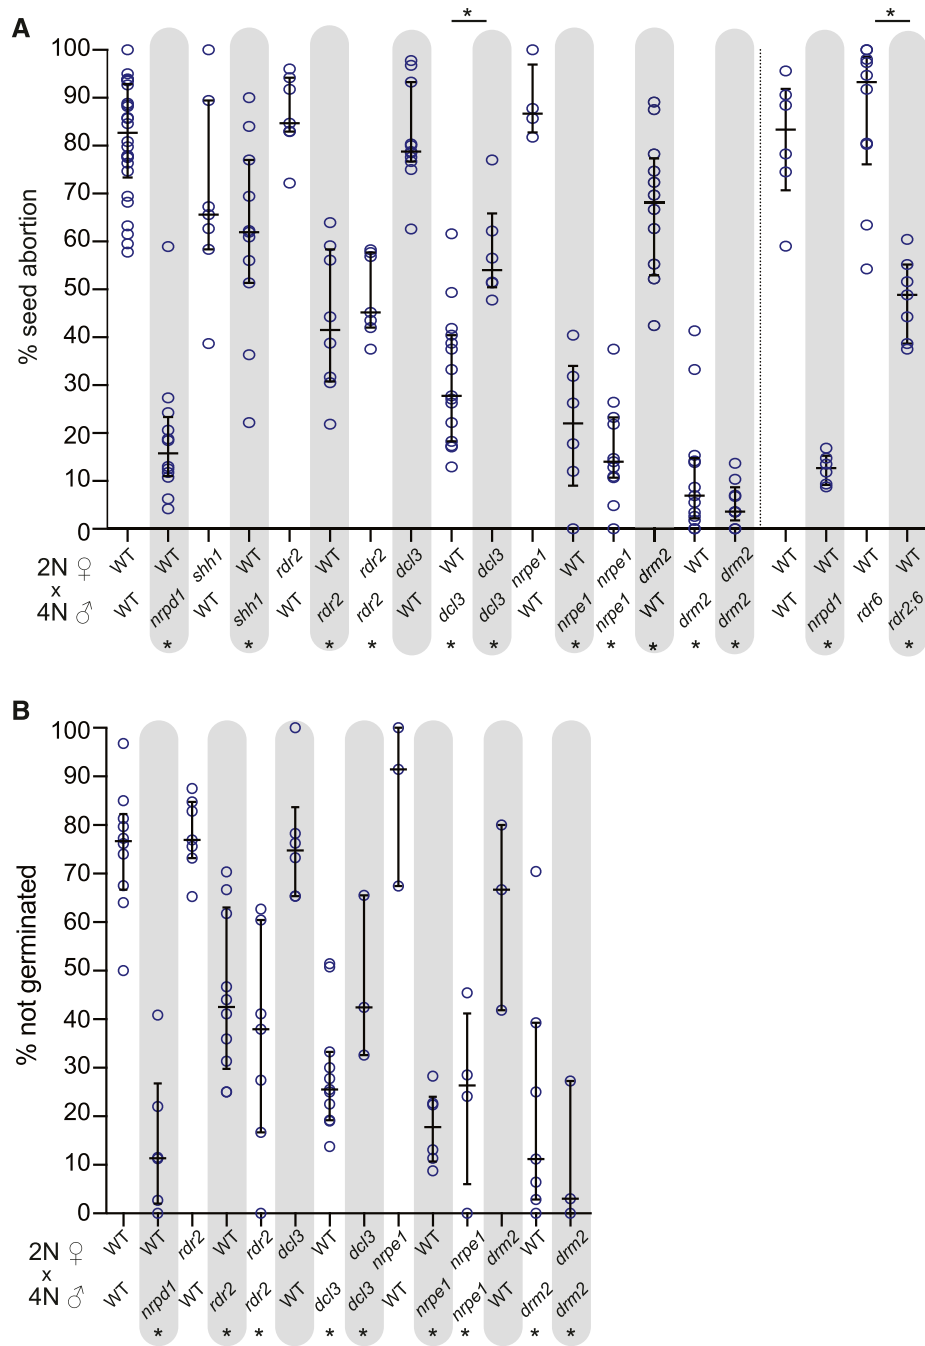 A
*
*
% seed abortion
100
90
80
70
60
50
40
30
20
10
0
2N ♀ WT WT shh1 WT rdr2 WT rdr2 dcl3 WT dcl3 nrpe1 WT nrpe1 drm2 WT drm2 WT WT rdr6 WT
x
4N ♂ WT nrpd1 WT shh1 WT rdr2 rdr2 WT dcl3 dcl3 WT nrpe1 nrpe1 WT drm2 drm2 WT nrpd1 WT rdr2;6
* * * * * * * * * * * * *
B
% not germinated
100
90
80
70
60
50
40
30
20
10
0
2N ♀ WT WT rdr2 WT rdr2 dcl3 WT dcl3 nrpe1 WT nrpe1 drm2 WT drm2
x
4N ♂ WT nrpd1 WT rdr2 rdr2 WT dcl3 dcl3 WT nrpe1 nrpe1 WT drm2 drm2
* * * * * * * * *